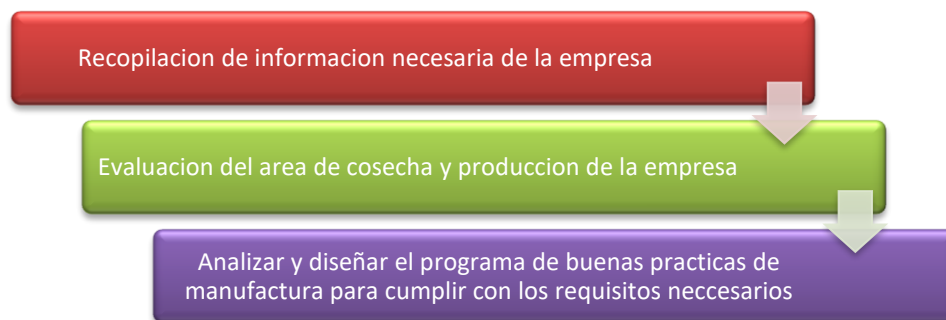 Recopilacion de informacion necesaria de la empresa
Evaluacion del area de cosecha y produccion de la empresa
Analizar y diseñar el programa de buenas practicas de
manufactura para cumplir con los requisitos neccesarios